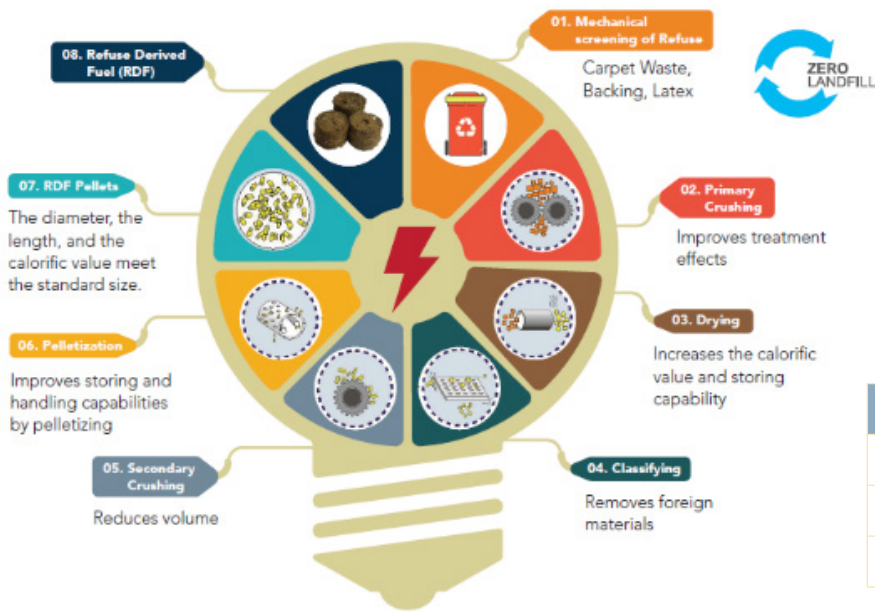 01. Mechanical
screening of Refuse
Carpet Waste,
Backing, Latex
ZERO
LANDFILL
02. Primary
Crushing
Improves treatment
effects
03. Drying
Increases the calorific
value and storing
capability
04. Classifying
Removes foreign
materials
05. Secondary
Crushing
Reduces volume
06. Pelletization
Improves storing and
handling capabilities
by pelletizing
07. RDF Pellets
The diameter, the
length, and the
calorific value meet
the standard size.
08. Refuse Derived
Fuel (RDF)